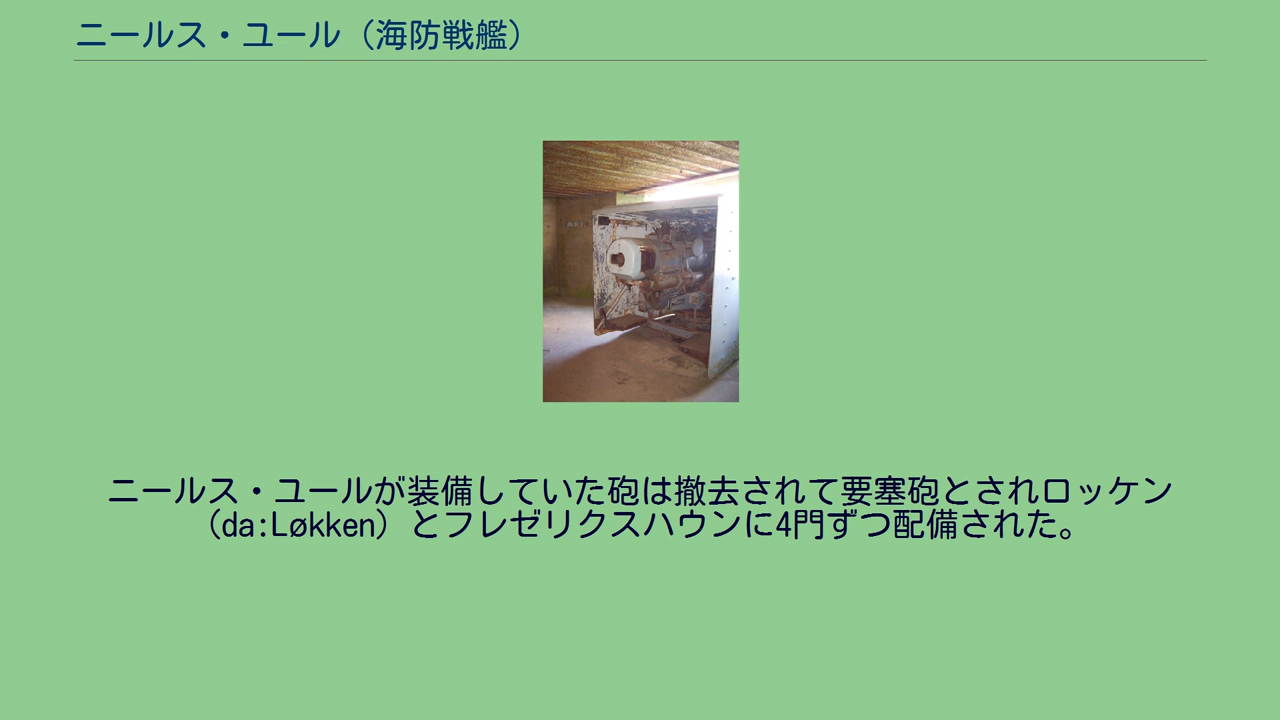 ニールス・ユール（海防戦艦）
ニールス・ユールが装備していた砲は撤去されて要塞砲とされロッケン
（da:Løkken）とフレゼリクスハウンに4門ずつ配備された。